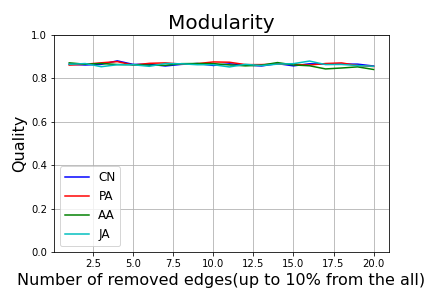 Modularity
1.0
0.8
0.6
0.4
0.2
0.0
Quality
CN
PA
AA
JA
2.5 5.0 7.5 10.0 12.5 15.0 17.5 20.0
Number of removed edges(up to 10% from the all)